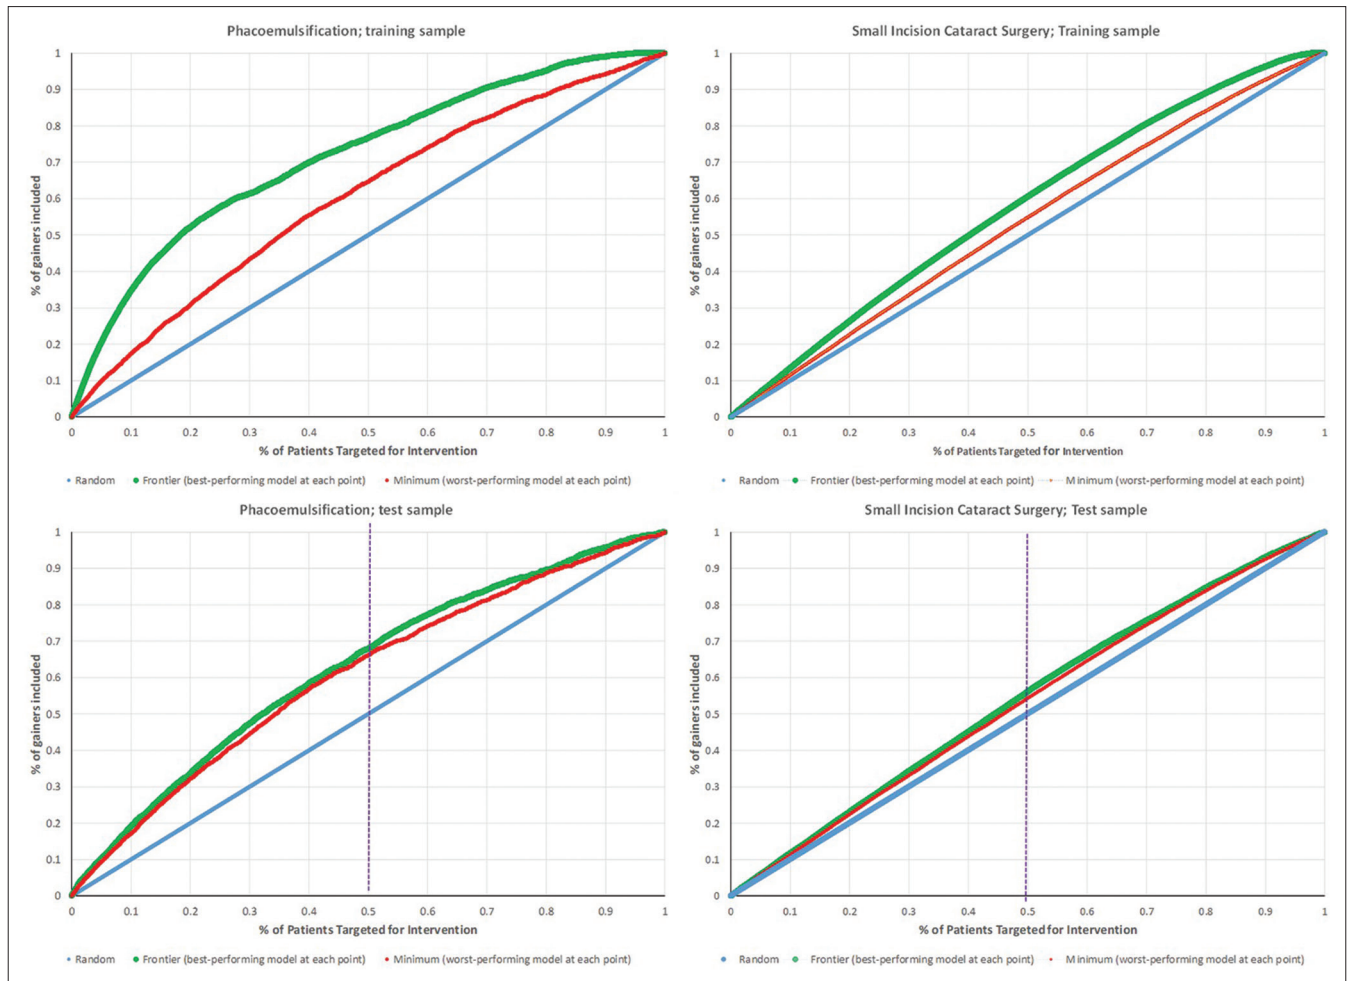 Phacoemulsification; training sample
1
0.9
0.8
0.7
0.6
0.5
0.4
0.3
0.2
0.1
0
% of gainers included
0 0.1 0.2 0.3 0.4 0.5 0.6 0.7 0.8 0.9 1
% of Patients Targeted for Intervention
Random Frontier (best-performing model at each point) Minimum (worst-performing model at each point)
Small Incision Cataract Surgery; Training sample
1
0.9
0.8
0.7
0.6
0.5
0.4
0.3
0.2
0.1
0
% of gainers included
0 0.1 0.2 0.3 0.4 0.5 0.6 0.7 0.8 0.9 1
% of Patients Targeted for Intervention
Random Frontier (best-performing model at each point) Minimum (worst-performing model at each point)
Phacoemulsification; test sample
1
0.9
0.8
0.7
0.6
0.5
0.4
0.3
0.2
0.1
0
% of gainers included
0 0.1 0.2 0.3 0.4 0.5 0.6 0.7 0.8 0.9 1
% of Patients Targeted for Intervention
Random Frontier (best-performing model at each point) Minimum (worst-performing model at each point)
Small Incision Cataract Surgery; Test sample
1
0.9
0.8
0.7
0.6
0.5
0.4
0.3
0.2
0.1
0
% of gainers included
0 0.1 0.2 0.3 0.4 0.5 0.6 0.7 0.8 0.9 1
% of Patients Targeted for Intervention
Random Frontier (best-performing model at each point) Minimum (worst-performing model at each point)